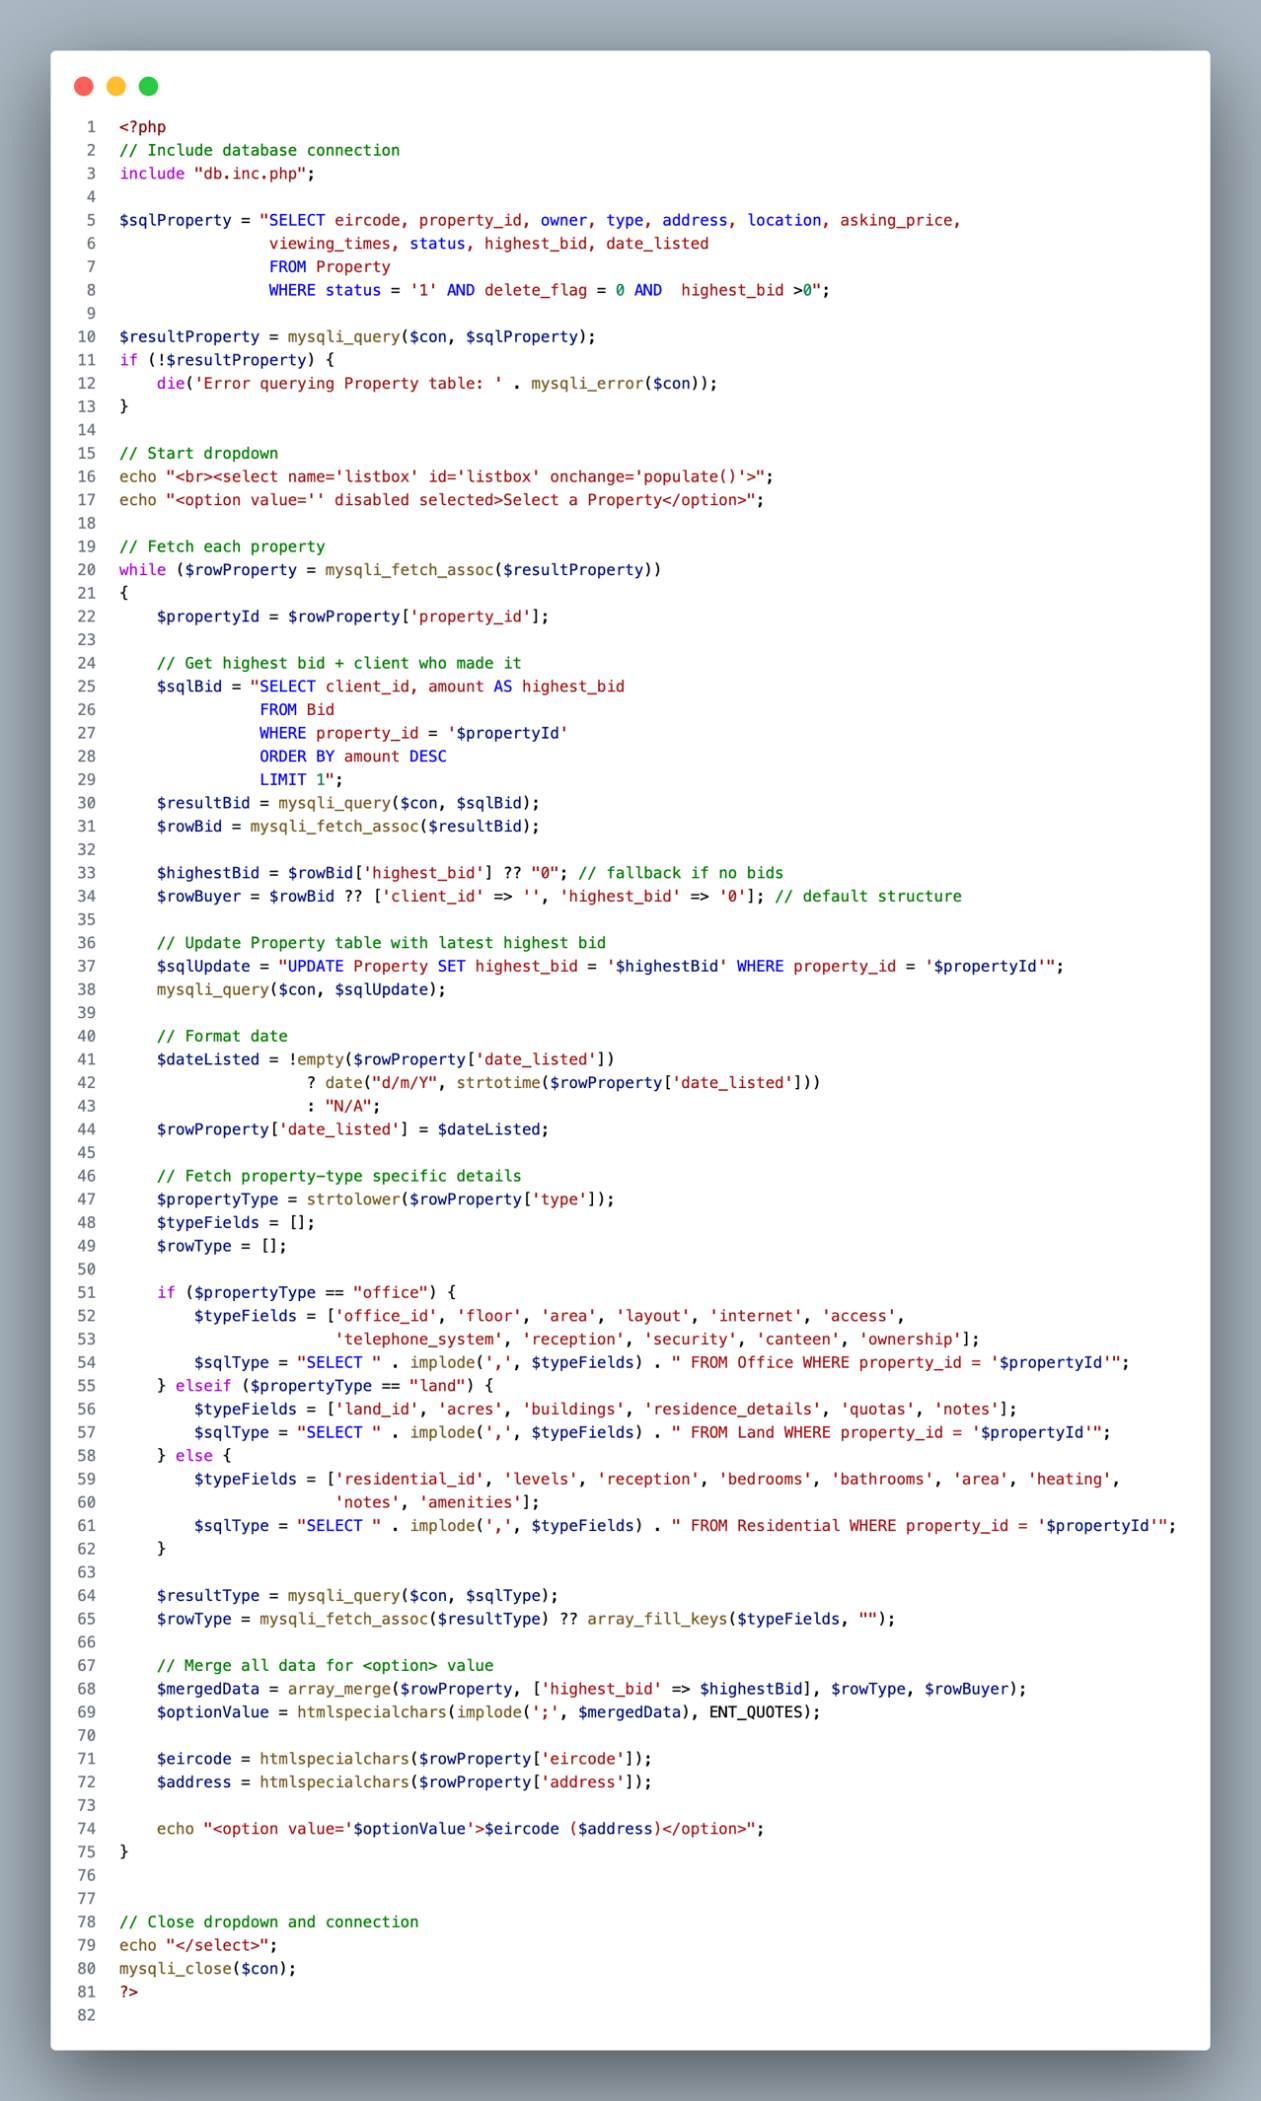 1 <?php
2 // Include database connection
3 include "db.inc.php";
4
5 $sqlProperty = "SELECT eircode, property_id, owner, type, address, location, asking_price,
6                 viewing_times, status, highest_bid, date_listed
7                 FROM Property
8                 WHERE status = '1' AND delete_flag = 0 AND  highest_bid >0";
9
10 $resultProperty = mysqli_query($con, $sqlProperty);
11 if (!$resultProperty) {
12     die('Error querying Property table: ' . mysqli_error($con));
13 }
14
15 // Start dropdown
16 echo "<br><select name='listbox' id='listbox' onchange='populate()'>";
17 echo "<option value='' disabled selected>Select a Property</option>";
18
19 // Fetch each property
20 while ($rowProperty = mysqli_fetch_assoc($resultProperty))
21 {
22     $propertyId = $rowProperty['property_id'];
23
24     // Get highest bid + client who made it
25     $sqlBid = "SELECT client_id, amount AS highest_bid
26                FROM Bid
27                WHERE property_id = '$propertyId'
28                ORDER BY amount DESC
29                LIMIT 1";
30     $resultBid = mysqli_query($con, $sqlBid);
31     $rowBid = mysqli_fetch_assoc($resultBid);
32
33     $highestBid = $rowBid['highest_bid'] ?? "0"; // fallback if no bids
34     $rowBuyer = $rowBid ?? ['client_id' => '', 'highest_bid' => '0']; // default structure
35
36     // Update Property table with latest highest bid
37     $sqlUpdate = "UPDATE Property SET highest_bid = '$highestBid' WHERE property_id = '$propertyId'";
38     mysqli_query($con, $sqlUpdate);
39
40     // Format date
41     $dateListed = !empty($rowProperty['date_listed'])
42                     ? date("d/m/Y", strtotime($rowProperty['date_listed']))
43                     : "N/A";
44     $rowProperty['date_listed'] = $dateListed;
45
46     // Fetch property-type specific details
47     $propertyType = strtolower($rowProperty['type']);
48     $typeFields = [];
49     $rowType = [];
50
51     if ($propertyType == "office") {
52         $typeFields = ['office_id', 'floor', 'area', 'layout', 'internet', 'access',
53                        'telephone_system', 'reception', 'security', 'canteen', 'ownership'];
54         $sqlType = "SELECT " . implode(',', $typeFields) . " FROM Office WHERE property_id = '$propertyId'";
55     } elseif ($propertyType == "land") {
56         $typeFields = ['land_id', 'acres', 'buildings', 'residence_details', 'quotas', 'notes'];
57         $sqlType = "SELECT " . implode(',', $typeFields) . " FROM Land WHERE property_id = '$propertyId'";
58     } else {
59         $typeFields = ['residential_id', 'levels', 'reception', 'bedrooms', 'bathrooms', 'area', 'heating',
60                        'notes', 'amenities'];
61         $sqlType = "SELECT " . implode(',', $typeFields) . " FROM Residential WHERE property_id = '$propertyId'";
62     }
63
64     $resultType = mysqli_query($con, $sqlType);
65     $rowType = mysqli_fetch_assoc($resultType) ?? array_fill_keys($typeFields, "");
66
67     // Merge all data for <option> value
68     $mergedData = array_merge($rowProperty, ['highest_bid' => $highestBid], $rowType, $rowBuyer);
69     $optionValue = htmlspecialchars(implode(';', $mergedData), ENT_QUOTES);
70
71     $eircode = htmlspecialchars($rowProperty['eircode']);
72     $address = htmlspecialchars($rowProperty['address']);
73
74     echo "<option value='$optionValue'>$eircode ($address)</option>";
75 }
76
77
78 // Close dropdown and connection
79 echo "</select>";
80 mysqli_close($con);
81 ?>
82